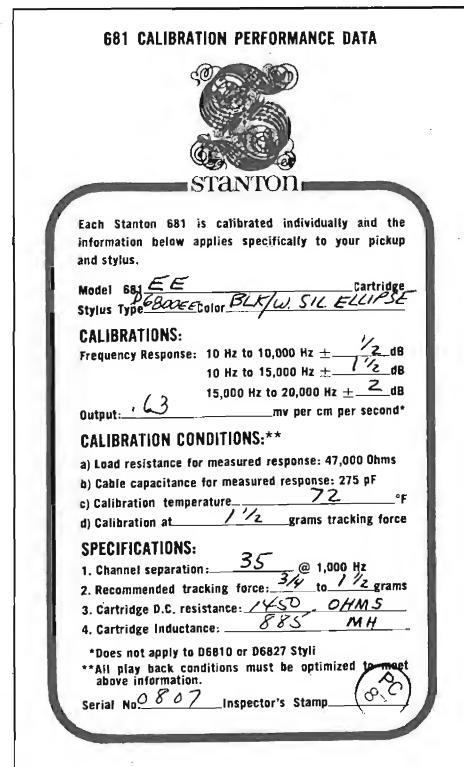 681 CALIBRATION PERFORMANCE DATA
STANTON
Each Stanton 681 is calibrated individually and the
information below applies specifically to your pickup
and stylus.
Model 681 EE Cartridge
Stylus Type D6800EE Color BLK/W. SIL ELLIPSE
CALIBRATIONS:
Frequency Response: 10 Hz to 10,000 Hz ± 1/2 dB
10 Hz to 15,000 Hz ± 1 1/2 dB
15,000 Hz to 20,000 Hz ± 2 dB
Output: .63 mv per cm per second*
CALIBRATION CONDITIONS:**
a) Load resistance for measured response: 47,000 Ohms
b) Cable capacitance for measured response: 275 pF
c) Calibration temperature 72 °F
d) Calibration at 1 1/2 grams tracking force
SPECIFICATIONS:
1. Channel separation: 35 @ 1,000 Hz
2. Recommended tracking force: 3/4 to 1 1/2 grams
3. Cartridge D.C. resistance: 1450 OHMS
4. Cartridge Inductance: 885 MH
*Does not apply to D6810 or D6827 Styli
**All play back conditions must be optimized to meet
above information.
Serial No. 0807 Inspector's Stamp PC 81